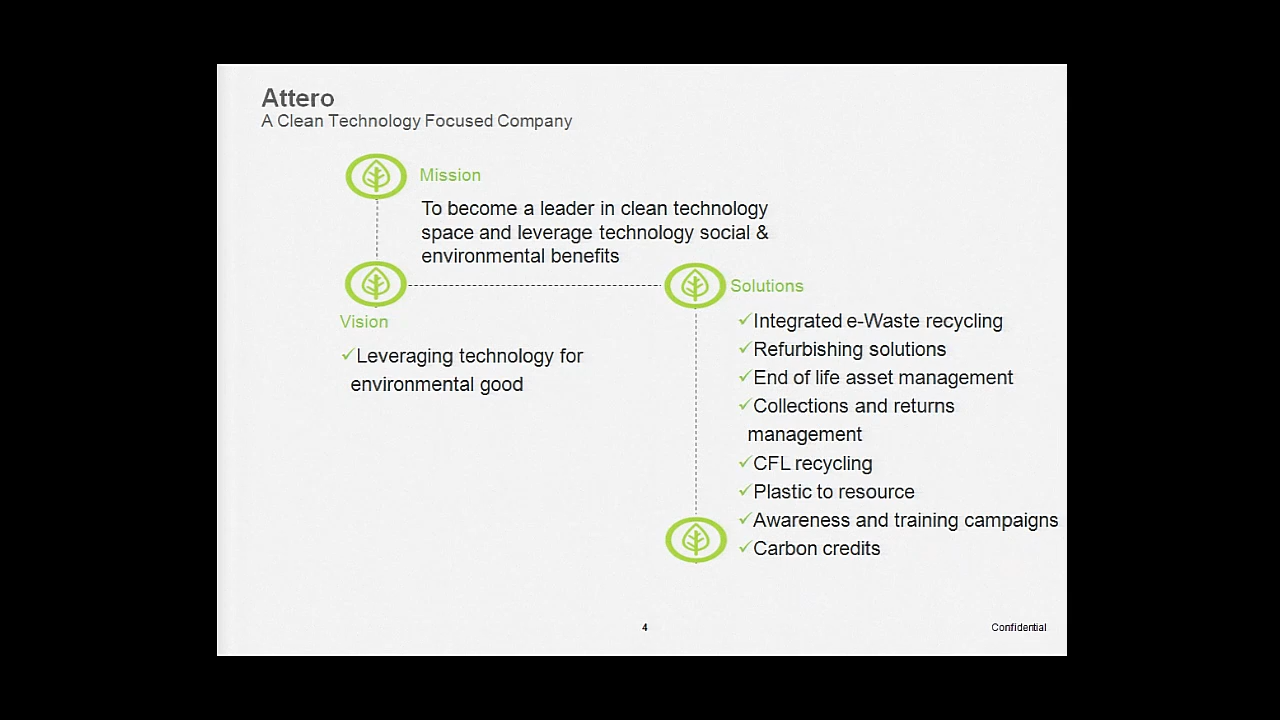 Attero
A Clean Technology Focused Company
Mission
To become a leader in clean technology
space and leverage technology social &
environmental benefits
Vision
✓Leveraging technology for
environmental good
Solutions
✓Integrated e-Waste recycling
✓Refurbishing solutions
✓End of life asset management
✓Collections and returns
management
✓CFL recycling
✓Plastic to resource
✓Awareness and training campaigns
✓Carbon credits
4
Confidential